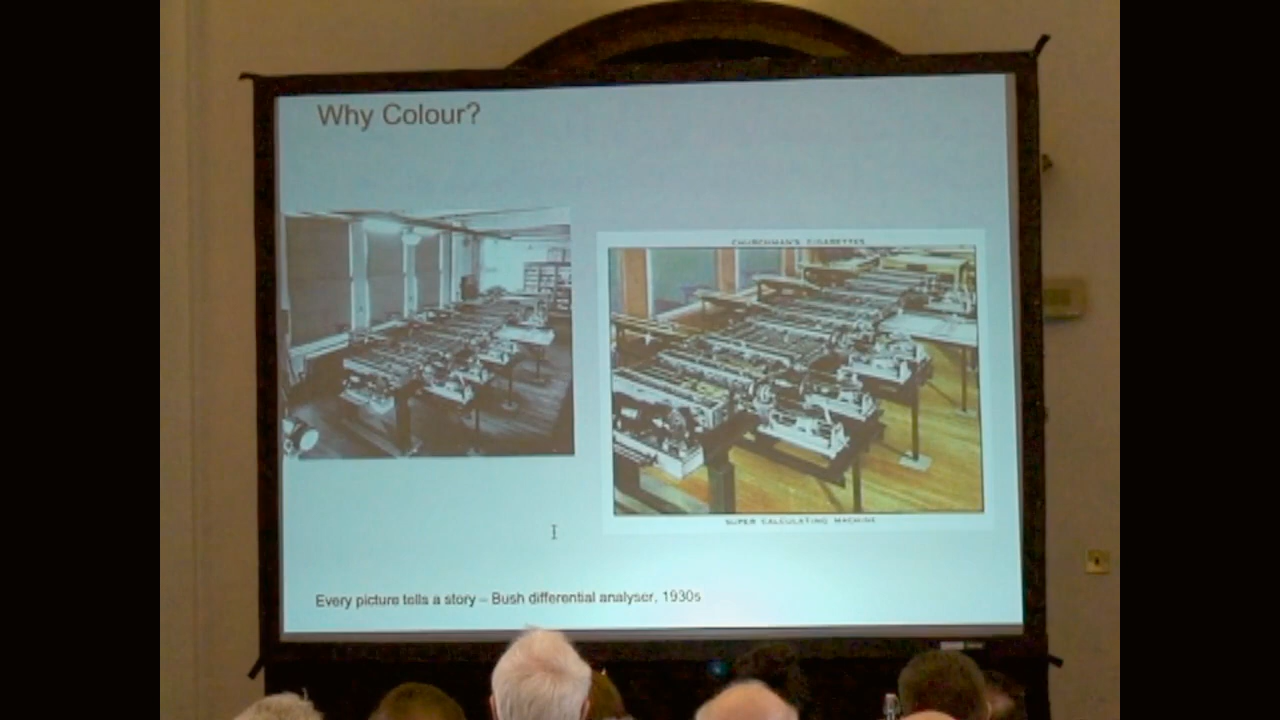 Why Colour?
CHURCHMAN'S CIGARETTES
SUPER CALCULATING MACHINE
Every picture tells a story – Bush differential analyser, 1930s